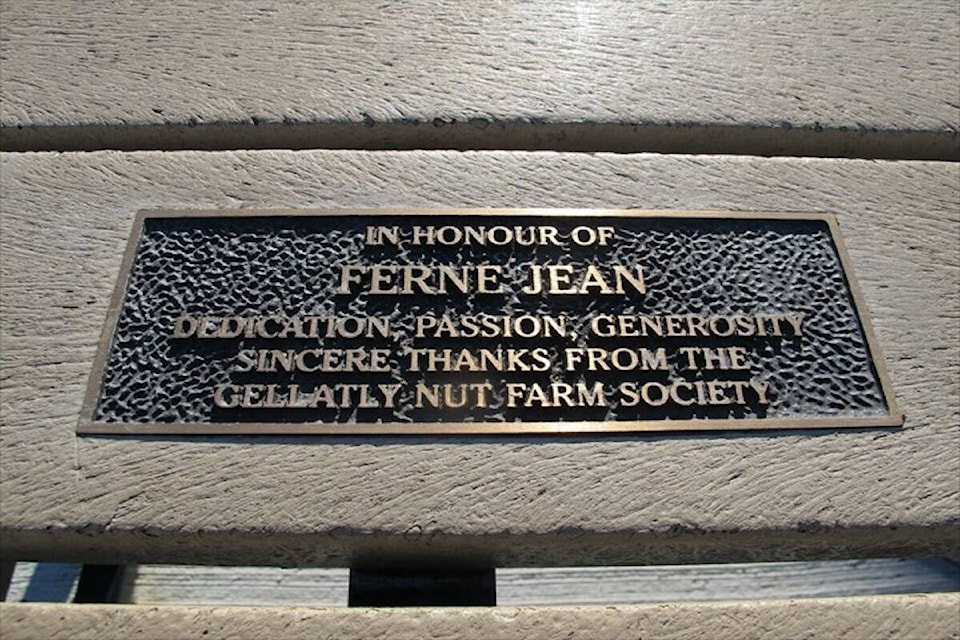 IN HONOUR OF
FERNE JEAN
DEDICATION, PASSION, GENEROSITY
SINCERE THANKS FROM THE
GELLATLY NUT FARM SOCIETY